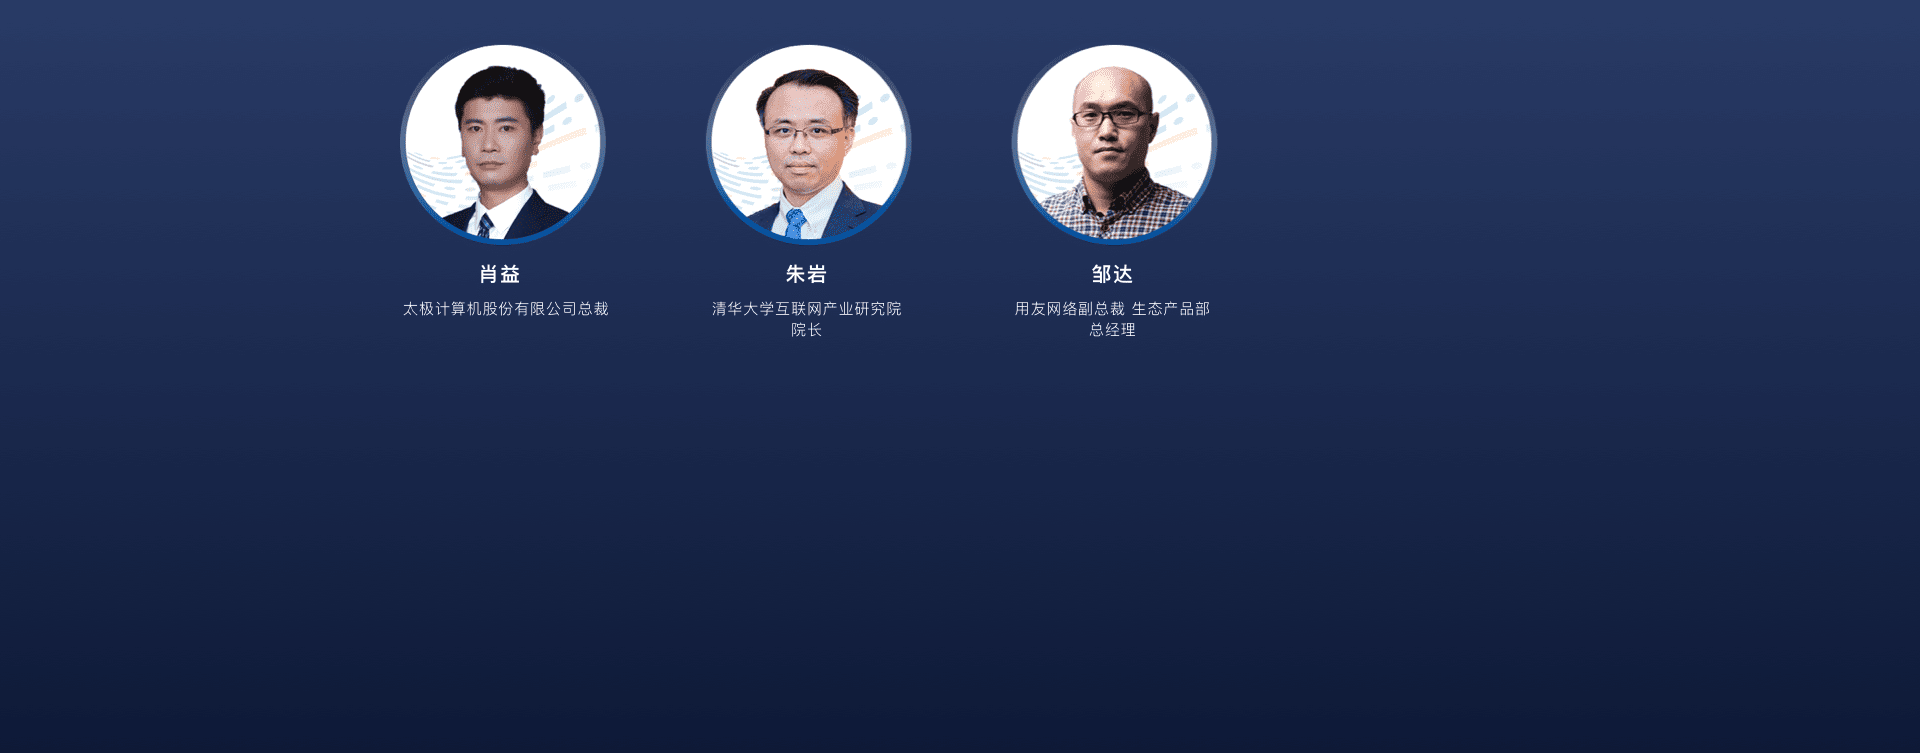 肖益
太极计算机股份有限公司总裁
朱岩
清华大学互联网产业研究院
院长
邹达
用友网络副总裁 生态产品部
总经理